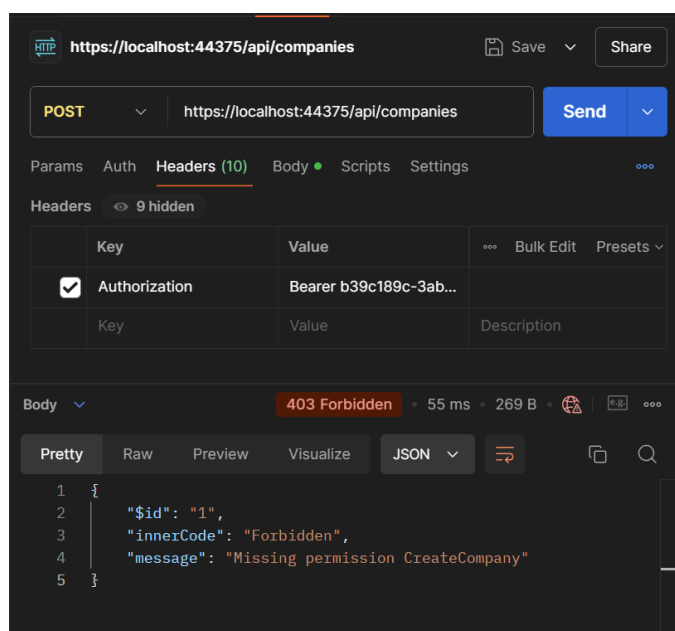 HTTP https://localhost:44375/api/companies Save Share
POST https://localhost:44375/api/companies Send
Params Auth Headers (10) Body Scripts Settings
Headers 9 hidden
Key Value Bulk Edit Presets
Authorization Bearer b39c189c-3ab...
Key Value Description
Body 403 Forbidden 55 ms 269 B e.g.
Pretty Raw Preview Visualize JSON
1 {
2 "$id": "1",
3 "innerCode": "Forbidden",
4 "message": "Missing permission CreateCompany"
5 }